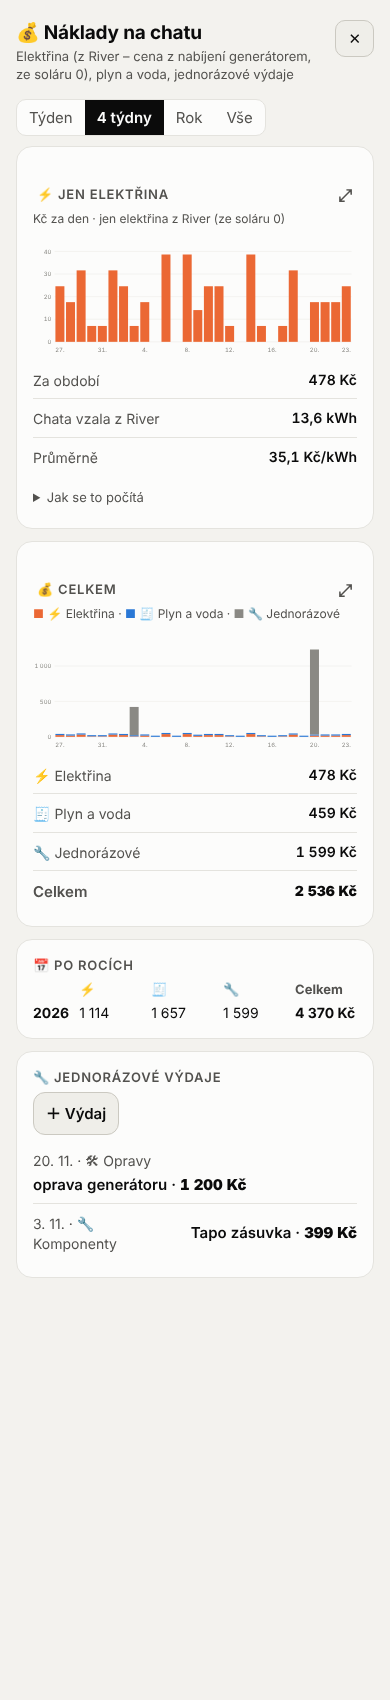 💰 Náklady na chatu
Elektřina (z River – cena z nabíjení generátorem,
ze soláru 0), plyn a voda, jednorázové výdaje
✕
Týden 4 týdny Rok Vše
⚡ JEN ELEKTŘINA
Kč za den · jen elektřina z River (ze soláru 0)
40
30
20
10
0
27. 31. 4. 8. 12. 16. 20. 23.
Za období 478 Kč
Chata vzala z River 13,6 kWh
Průměrně 35,1 Kč/kWh
▶ Jak se to počítá
💰 CELKEM
⚡ Elektřina · 🧾 Plyn a voda · 🔧 Jednorázové
1 000
500
0
27. 31. 4. 8. 12. 16. 20. 23.
⚡ Elektřina 478 Kč
🧾 Plyn a voda 459 Kč
🔧 Jednorázové 1 599 Kč
Celkem 2 536 Kč
📅 PO ROCÍCH
⚡ 🧾 🔧 Celkem
2026 1 114 1 657 1 599 4 370 Kč
🔧 JEDNORÁZOVÉ VÝDAJE
＋ Výdaj
20. 11. · 🛠 Opravy
oprava generátoru · 1 200 Kč
3. 11. · 🔧
Komponenty
Tapo zásuvka · 399 Kč